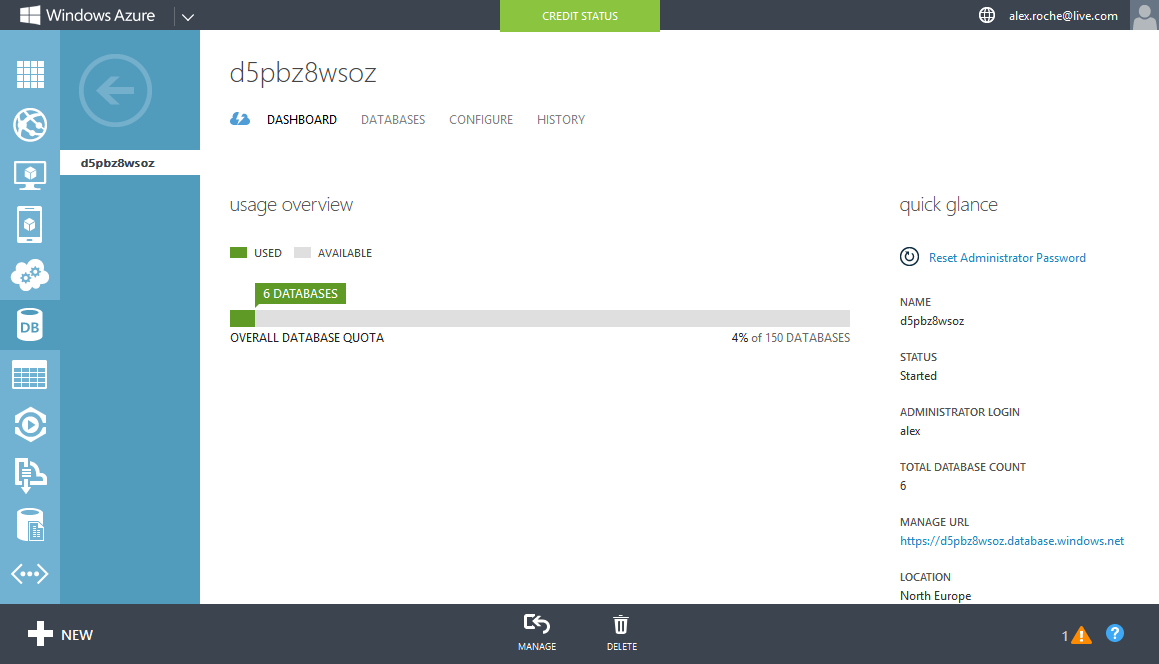 Windows Azure
CREDIT STATUS
alex.roche@live.com
d5pbz8wsoz
d5pbz8wsoz
DASHBOARD DATABASES CONFIGURE HISTORY
usage overview
USED AVAILABLE
6 DATABASES
OVERALL DATABASE QUOTA 4% of 150 DATABASES
quick glance
Reset Administrator Password
NAME
d5pbz8wsoz
STATUS
Started
ADMINISTRATOR LOGIN
alex
TOTAL DATABASE COUNT
6
MANAGE URL
https://d5pbz8wsoz.database.windows.net
LOCATION
North Europe
DB
NEW
MANAGE
DELETE
1 !
?